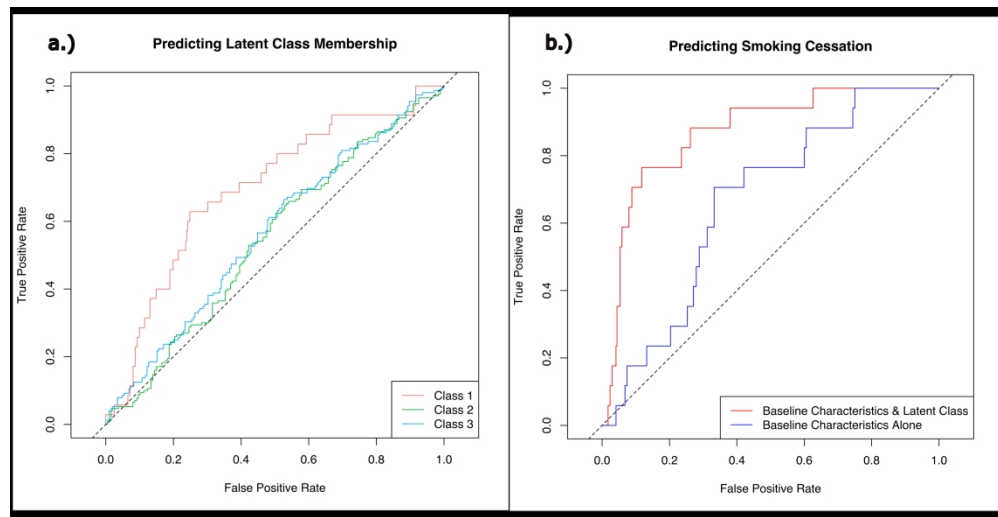 a.)
Predicting Latent Class Membership
True Positive Rate
1.0
0.8
0.6
0.4
0.2
0.0
0.0 0.2 0.4 0.6 0.8 1.0
False Positive Rate
Class 1
Class 2
Class 3
b.)
Predicting Smoking Cessation
True Positive Rate
1.0
0.8
0.6
0.4
0.2
0.0
0.0 0.2 0.4 0.6 0.8 1.0
False Positive Rate
Baseline Characteristics & Latent Class
Baseline Characteristics Alone